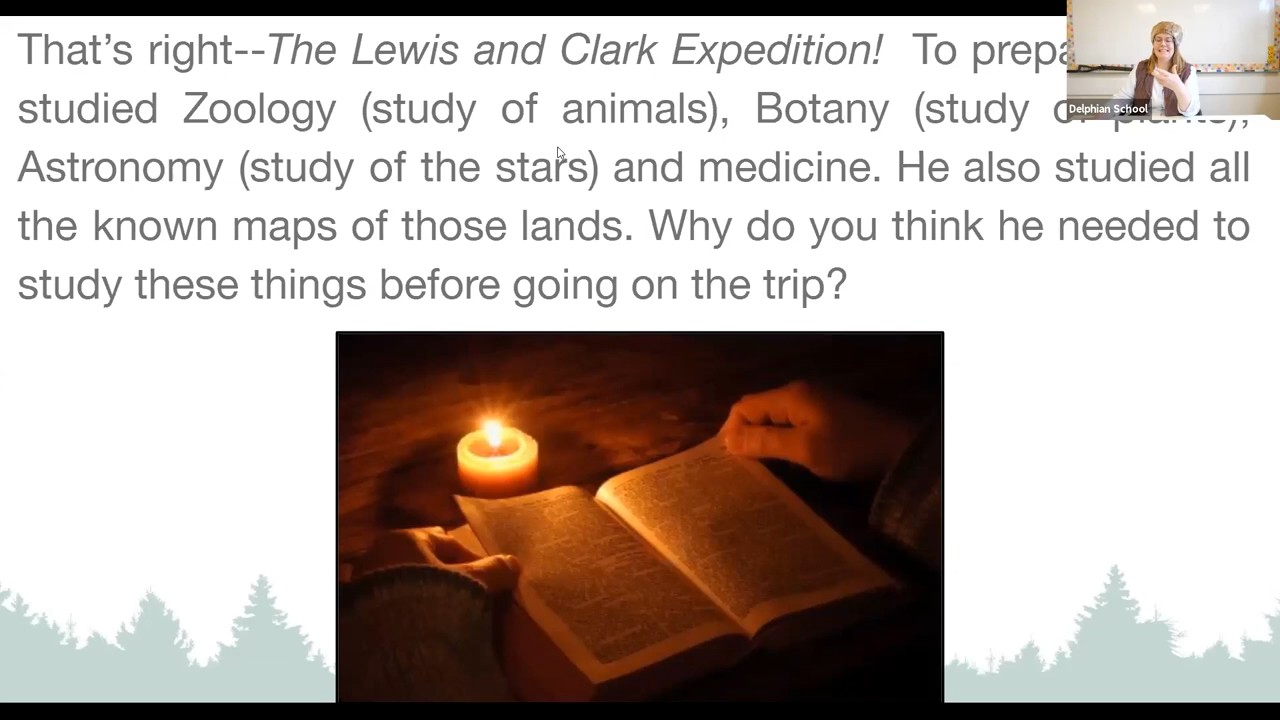 That's right--The Lewis and Clark Expedition! To
studied Zoology (study of animals), Botany (study
Astronomy (study of the stars) and medicine. He also studied all
the known maps of those lands. Why do you think he needed to
study these things before going on the trip?
Delphian School